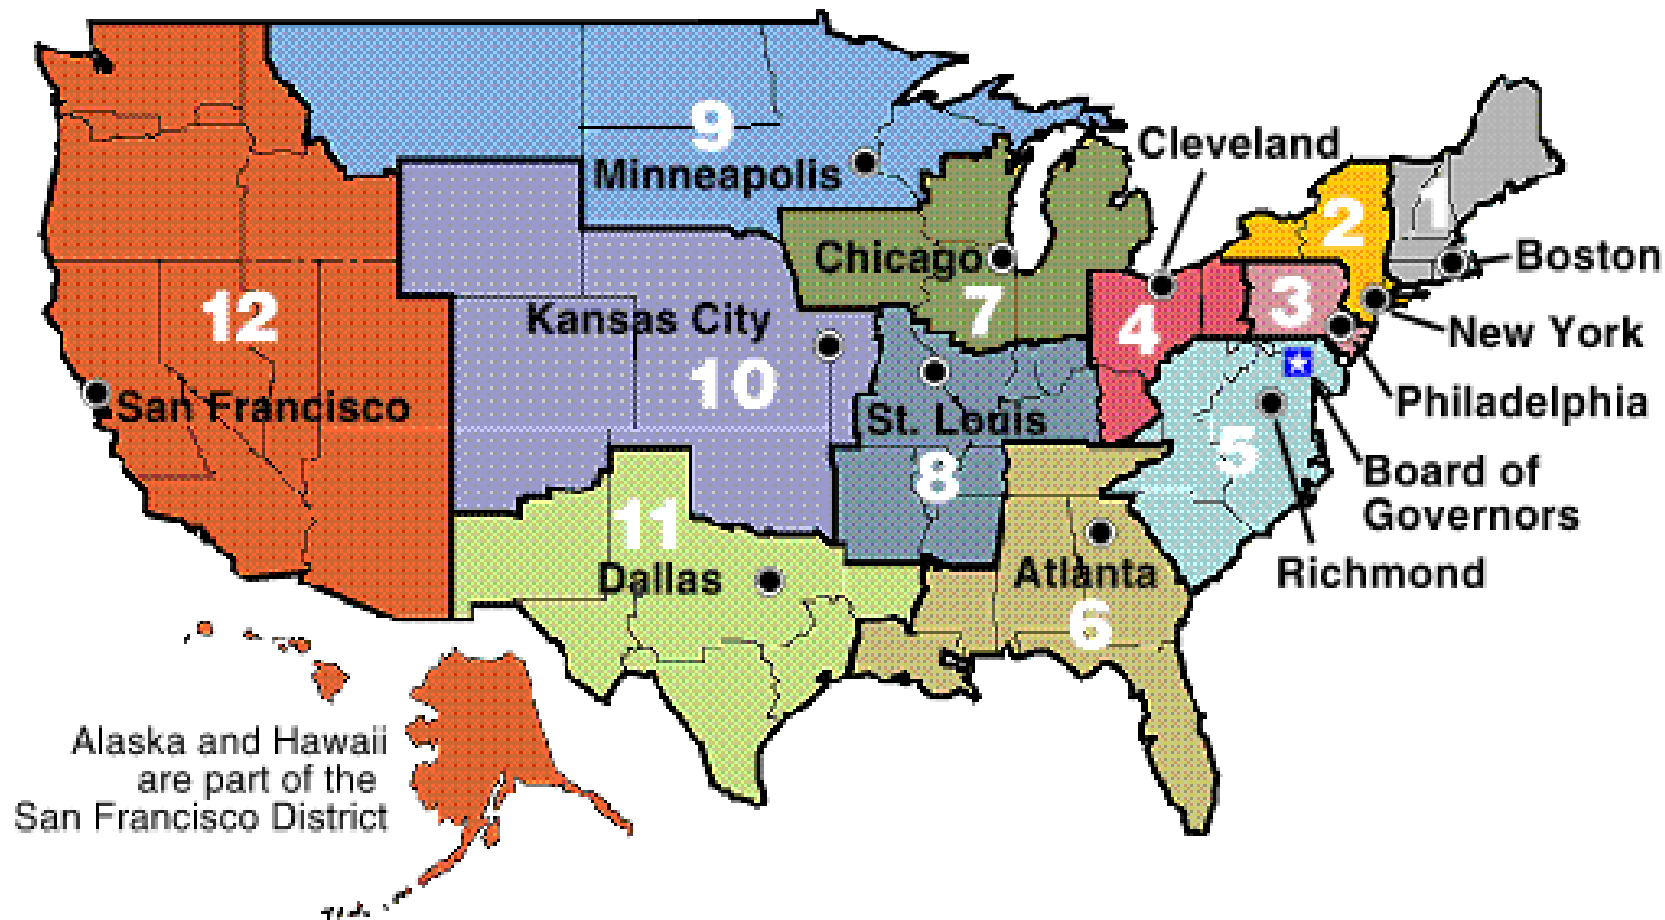 Cleveland
9
Minneapolis
1
2
Boston
Chicago
3
12
Kansas City
7
4
New York
10
San Francisco
St. Louis
Philadelphia
5
Board of
Governors
8
11
Richmond
Dallas
Atlanta
6
Alaska and Hawaii
are part of the
San Francisco District